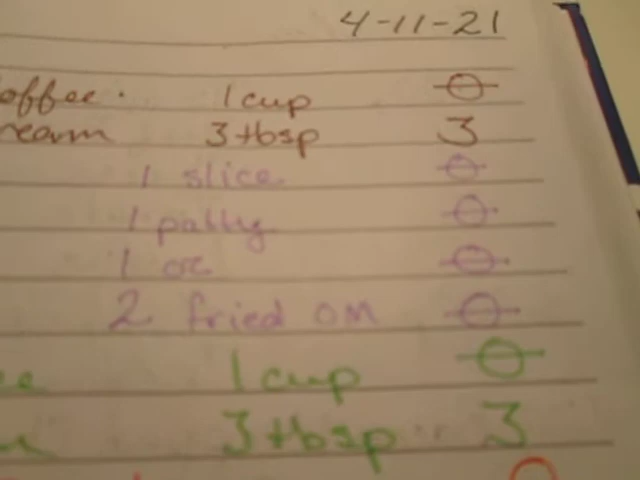 4-11-21
offee. 1 cup 0
ream 3 tbsp 3
1 slice 0
1 patty 0
1 oz 0
2 fried OM 0
ee 1 cup 0
3 tbsp 3